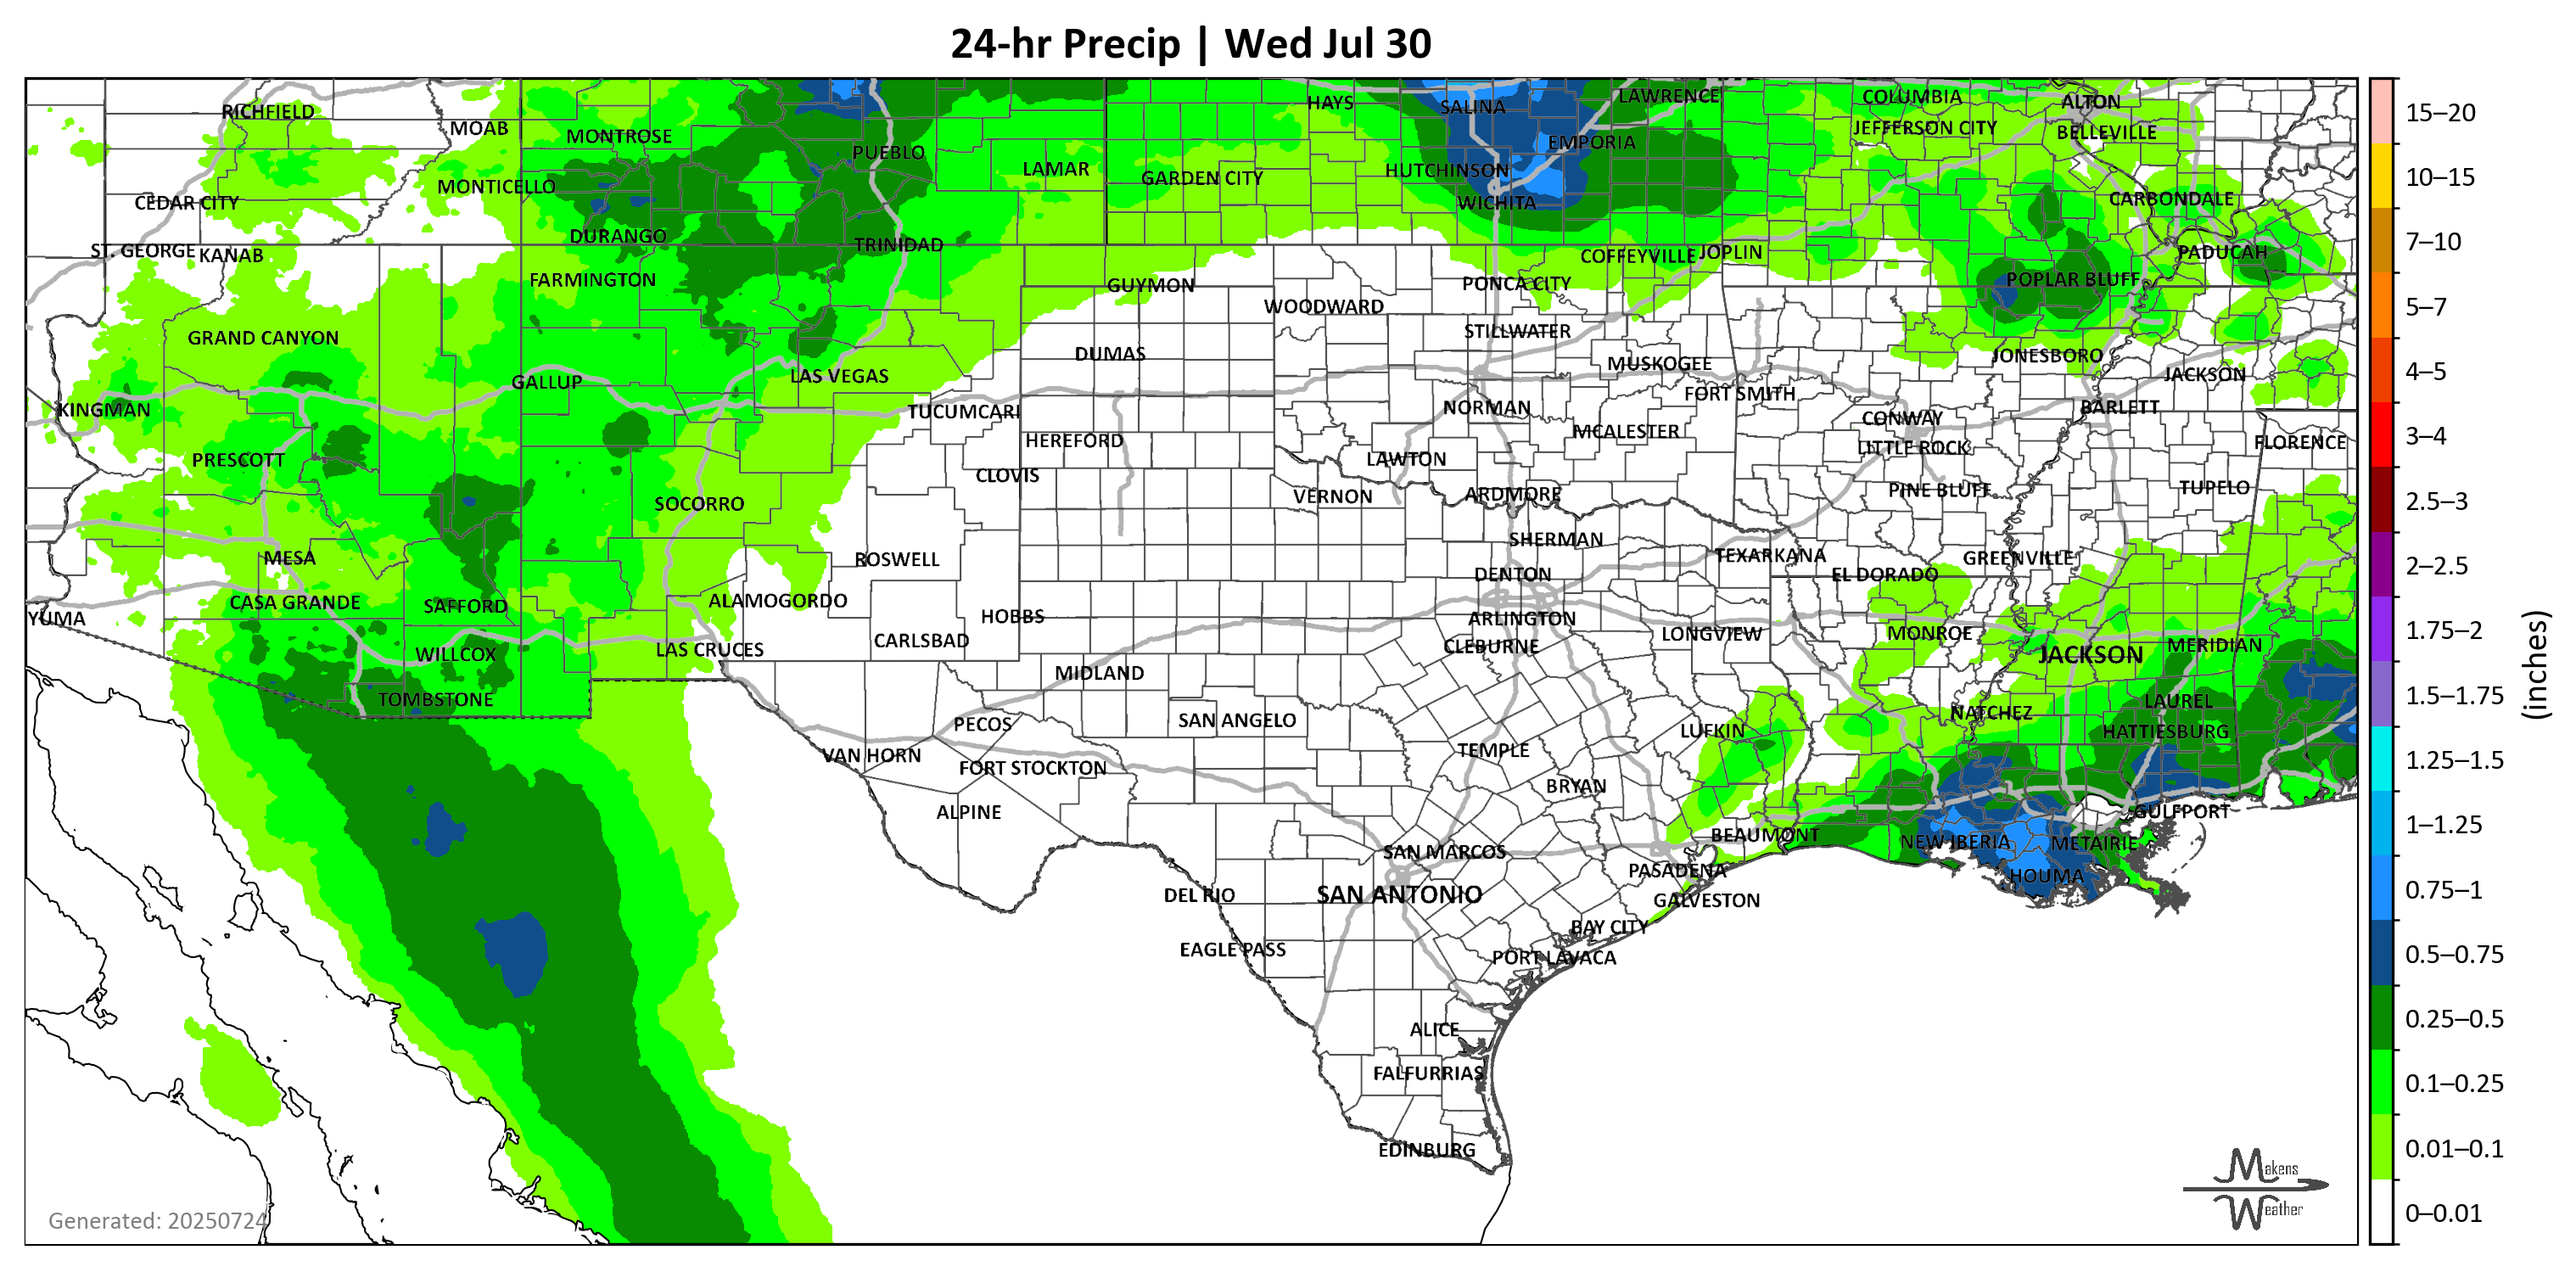 24-hr Precip | Wed Jul 30
RICHFIELD
MOAB
MONTROSE
PUEBLO
LAMAR
HAYS
SALINA
LAWRENCE
COLUMBIA
ALTON
JEFFERSON CITY
BELLEVILLE
EMPORIA
HUTCHINSON
GARDEN CITY
MONTICELLO
CEDAR CITY
WICHITA
CARBONDALE
DURANGO
TRINIDAD
ST. GEORGE
KANAB
COFFEYVILLE
JOPLIN
PADUCAH
FARMINGTON
GUYMON
PONCA CITY
POPLAR BLUFF
WOODWARD
GRAND CANYON
STILLWATER
DUMAS
MUSKOGEE
JONESBORO
JACKSON
GALLUP
LAS VEGAS
FORT SMITH
KINGMAN
TUCUMCARI
NORMAN
BARLETT
CONWAY
HEREFORD
MCALESTER
LITTLE ROCK
FLORENCE
PRESCOTT
CLOVIS
LAWTON
VERNON
ARDMORE
PINE BLUFF
TUPELO
SOCORRO
SHERMAN
MESA
ROSWELL
TEXARKANA
GREENVILLE
DENTON
EL DORADO
CASA GRANDE
SAFFORD
ALAMOGORDO
YUMA
HOBBS
ARLINGTON
LONGVIEW
MONROE
CARLSBAD
LAS CRUCES
WILLCOX
CLEBURNE
JACKSON
MERIDIAN
MIDLAND
TOMBSTONE
LAUREL
NATCHEZ
PECOS
SAN ANGELO
LUFKIN
HATTIESBURG
VAN HORN
FORT STOCKTON
TEMPLE
BRYAN
ALPINE
GULFPORT
BEAUMONT
NEW IBERIA
METAIRIE
SAN MARCOS
PASADENA
HOUMA
DEL RIO
SAN ANTONIO
GALVESTON
BAY CITY
EAGLE PASS
PORT LAVACA
ALICE
FALFURRIAS
EDINBURG
Generated: 20250724
Makens
Weather
15–20
10–15
7–10
5–7
4–5
3–4
2.5–3
2–2.5
1.75–2
1.5–1.75
1.25–1.5
1–1.25
0.75–1
0.5–0.75
0.25–0.5
0.1–0.25
0.01–0.1
0–0.01
(inches)